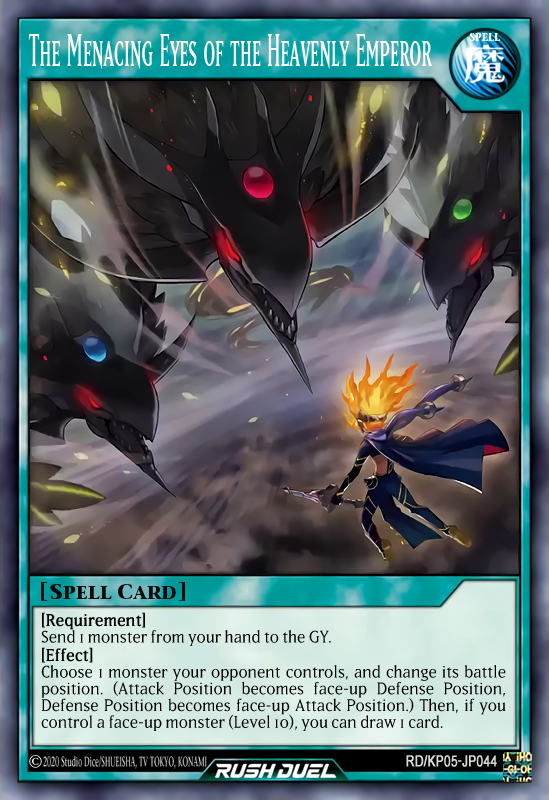 The Menacing Eyes of the Heavenly Emperor
SPELL
魔
[Spell Card]
[Requirement]
Send 1 monster from your hand to the GY.
[Effect]
Choose 1 monster your opponent controls, and change its battle
position. (Attack Position becomes face-up Defense Position,
Defense Position becomes face-up Attack Position.) Then, if you
control a face-up monster (Level 10), you can draw 1 card.
©2020 Studio Dice/SHUEISHA, TV TOKYO, KONAMI
RUSH DUEL
RD/KP05-JP044